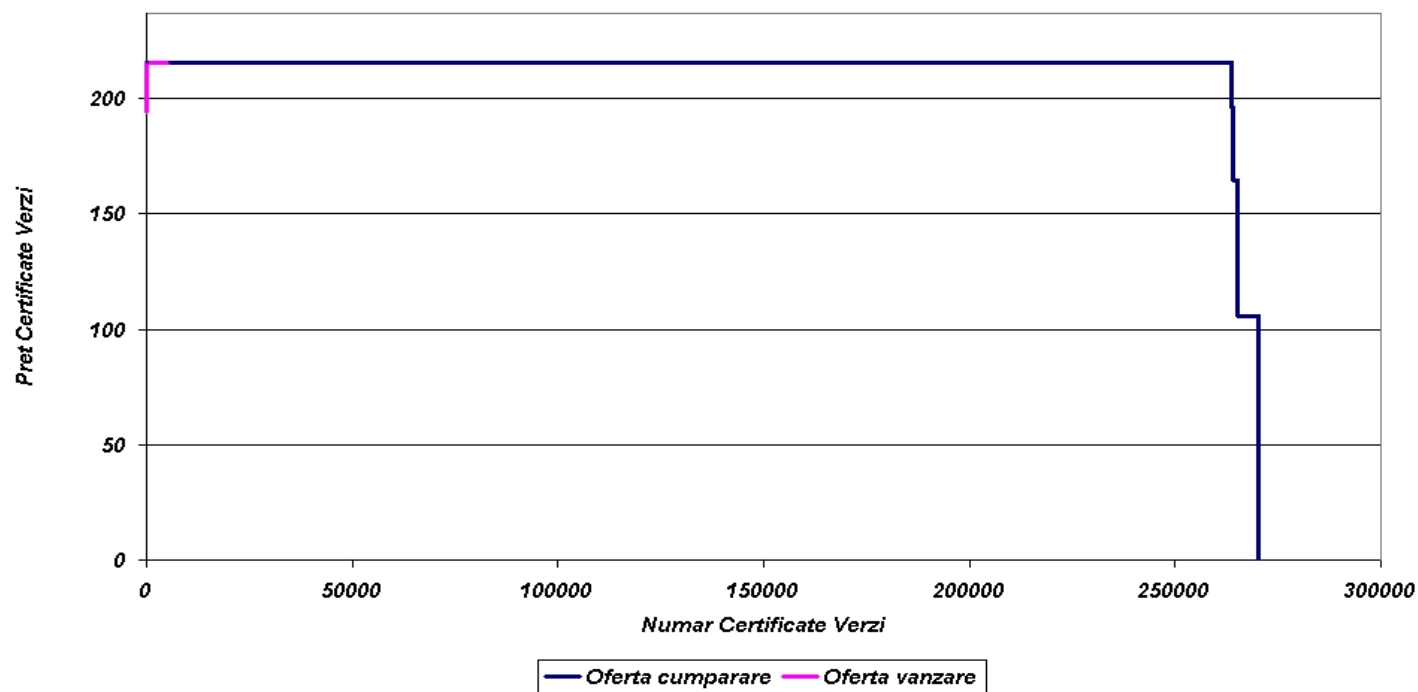 200
150
100
50
0
Pret Certificate Verzi
0 50000 100000 150000 200000 250000 300000
Numar Certificate Verzi
Oferta cumparare Oferta vanzare